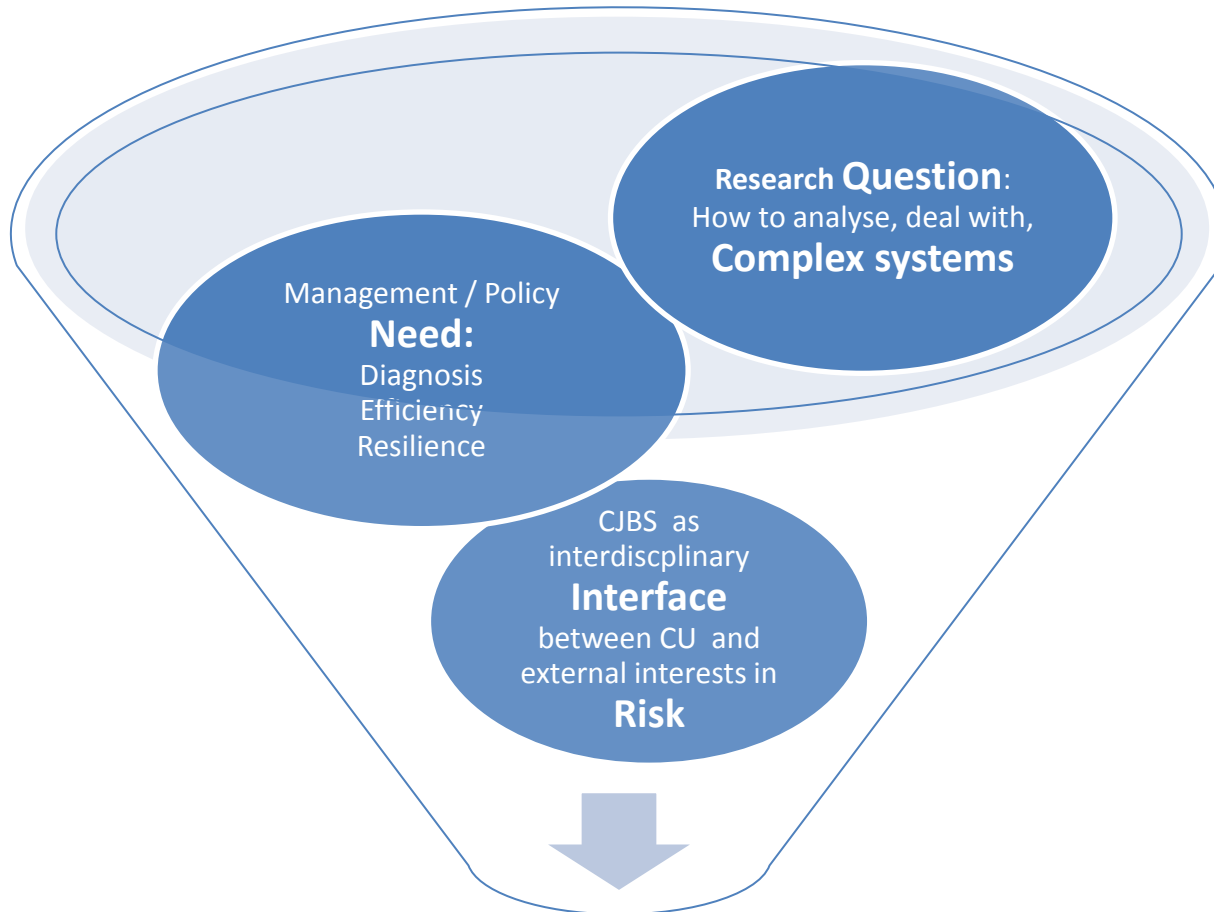 Research Question:
How to analyse, deal with,
Complex systems
Management / Policy
Need:
Diagnosis
Efficiency
Resilience
CJBS as
interdiscplinary
Interface
between CU and
external interests in
Risk